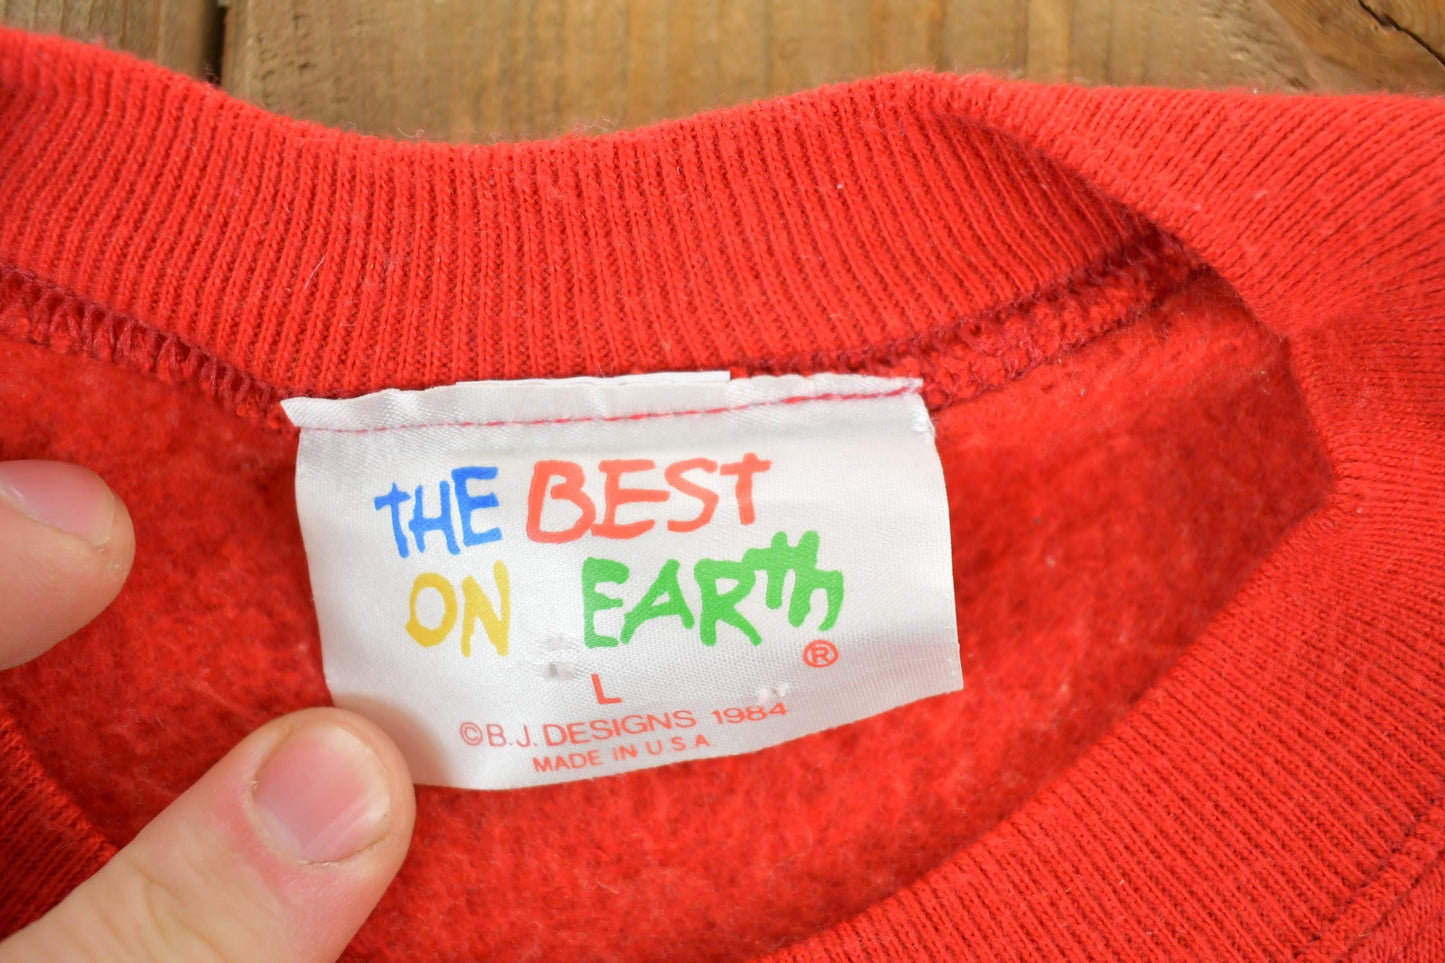 THE BEST
ON EARth
®
L
©B.J. DESIGNS 1984
MADE IN U.S.A.